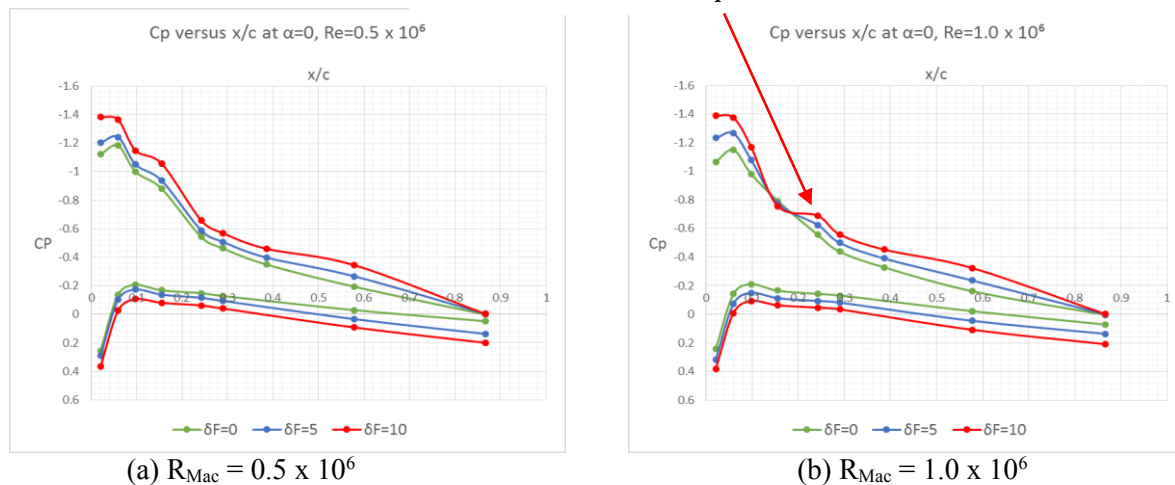 Cp versus x/c at α=0, Re=0.5 x 10⁶
x/c
-1.6
-1.4
-1.2
-1
-0.8
-0.6
-0.4
-0.2
0
0.2
0.4
0.6
CP
0 0.1 0.2 0.3 0.4 0.5 0.6 0.7 0.8 0.9 1
δF=0 δF=5 δF=10
(a) R_Mac = 0.5 x 10⁶
Cp versus x/c at α=0, Re=1.0 x 10⁶
x/c
-1.6
-1.4
-1.2
-1
-0.8
-0.6
-0.4
-0.2
0
0.2
0.4
0.6
Cp
0 0.1 0.2 0.3 0.4 0.5 0.6 0.7 0.8 0.9 1
δF=0 δF=5 δF=10
(b) R_Mac = 1.0 x 10⁶